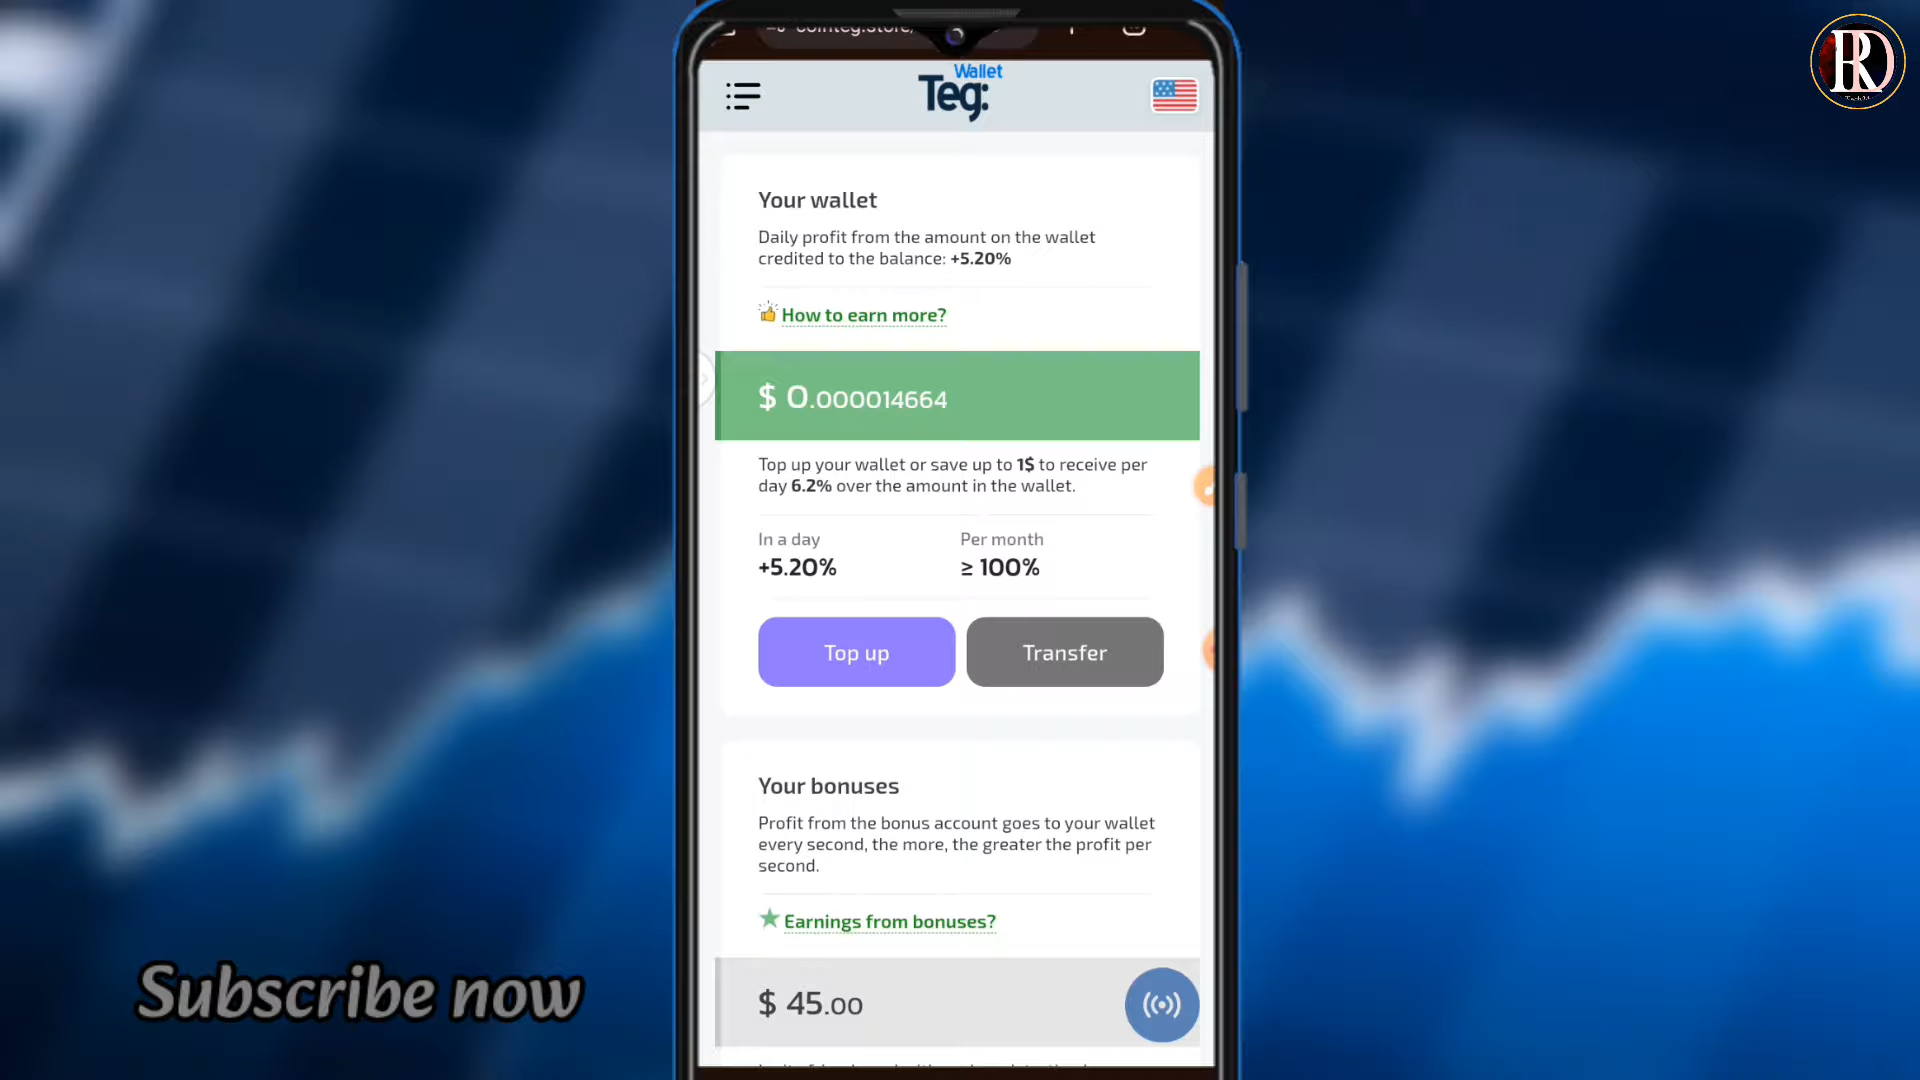 Wallet
Teg:
Your wallet
Daily profit from the amount on the wallet
credited to the balance: +5.20%
How to earn more?
$ 0.000014664
Top up your wallet or save up to 1$ to receive per
day 6.2% over the amount in the wallet.
In a day
Per month
+5.20%
≥ 100%
Top up
Transfer
Your bonuses
Profit from the bonus account goes to your wallet
every second, the more, the greater the profit per
second.
Earnings from bonuses?
$ 45.00
Subscribe now